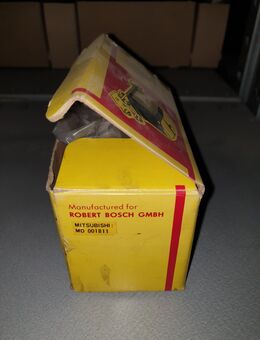 Manufactured for
ROBERT BOSCH GMBH
MITSUBISHI
MD 001811